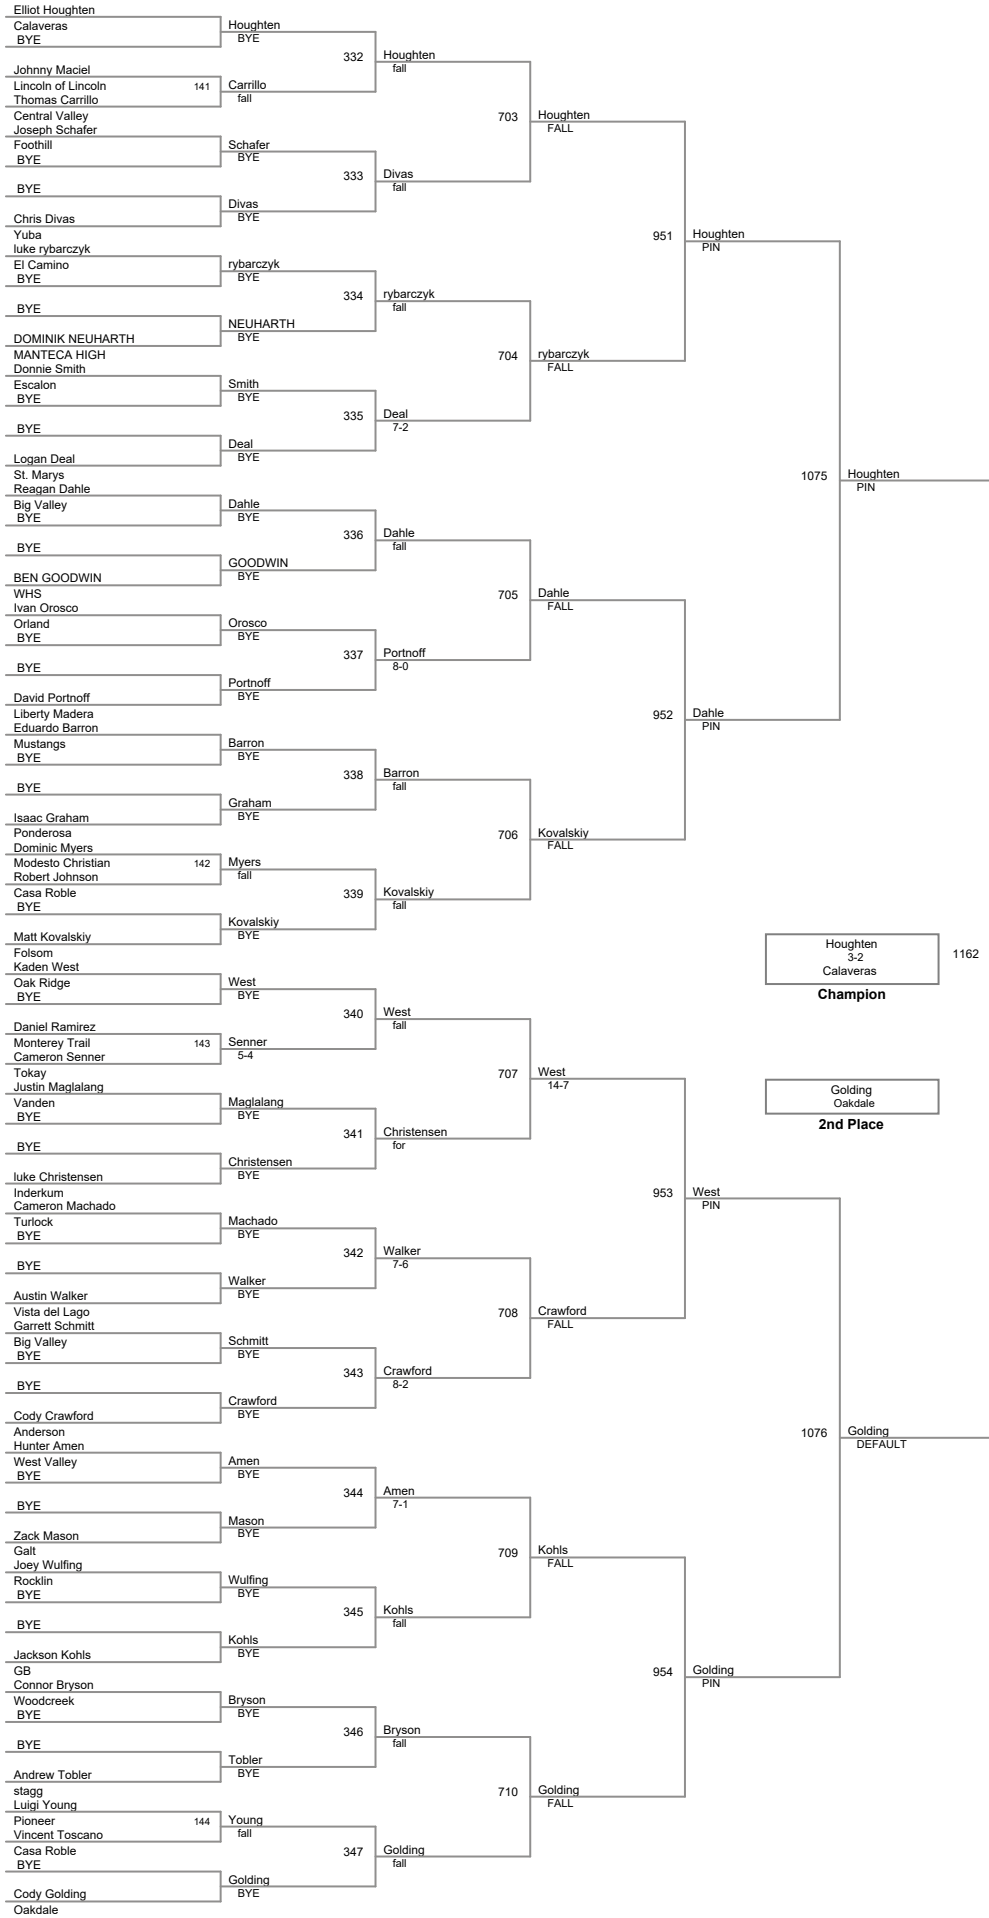 Elliot Houghten
Calaveras
BYE
Houghten
BYE
332
Houghten
fall
Johnny Maciel
Lincoln of Lincoln
141
Thomas Carrillo
Carrillo
fall
Central Valley
703
Houghten
FALL
Joseph Schafer
Foothill
BYE
Schafer
BYE
333
Divas
fall
BYE
Chris Divas
Divas
BYE
Yuba
951
Houghten
PIN
luke rybarczyk
El Camino
BYE
rybarczyk
BYE
334
rybarczyk
fall
BYE
DOMINIK NEUHARTH
NEUHARTH
BYE
MANTECA HIGH
704
rybarczyk
FALL
Donnie Smith
Escalon
BYE
Smith
BYE
335
Deal
7-2
BYE
Logan Deal
Deal
BYE
St. Marys
1075
Houghten
PIN
Reagan Dahle
Big Valley
BYE
Dahle
BYE
336
Dahle
fall
BYE
BEN GOODWIN
GOODWIN
BYE
WHS
705
Dahle
FALL
Ivan Orosco
Orland
BYE
Orosco
BYE
337
Portnoff
8-0
BYE
David Portnoff
Portnoff
BYE
Liberty Madera
952
Dahle
PIN
Eduardo Barron
Mustangs
BYE
Barron
BYE
338
Barron
fall
BYE
Isaac Graham
Graham
BYE
Ponderosa
706
Kovalskiy
FALL
Dominic Myers
Modesto Christian
142
Robert Johnson
Myers
fall
Casa Roble
BYE
339
Kovalskiy
fall
Matt Kovalskiy
Kovalskiy
BYE
Folsom
Houghten
3-2
Calaveras
1162
Champion
Kaden West
Oak Ridge
BYE
West
BYE
340
West
fall
Daniel Ramirez
Monterey Trail
143
Cameron Senner
Senner
5-4
Tokay
707
West
14-7
Justin Maglalang
Vanden
BYE
Maglalang
BYE
Golding
Oakdale
2nd Place
341
Christensen
for
BYE
luke Christensen
Christensen
BYE
Inderkum
953
West
PIN
Cameron Machado
Turlock
BYE
Machado
BYE
342
Walker
7-6
BYE
Austin Walker
Walker
BYE
Vista del Lago
708
Crawford
FALL
Garrett Schmitt
Big Valley
BYE
Schmitt
BYE
343
Crawford
8-2
BYE
Cody Crawford
Crawford
BYE
Anderson
1076
Golding
DEFAULT
Hunter Amen
West Valley
BYE
Amen
BYE
344
Amen
7-1
BYE
Zack Mason
Mason
BYE
Galt
709
Kohls
FALL
Joey Wulfing
Rocklin
BYE
Wulfing
BYE
345
Kohls
fall
BYE
Jackson Kohls
Kohls
BYE
GB
954
Golding
PIN
Connor Bryson
Woodcreek
BYE
Bryson
BYE
346
Bryson
fall
BYE
Andrew Tobler
Tobler
BYE
stagg
710
Golding
FALL
Luigi Young
Pioneer
144
Vincent Toscano
Young
fall
Casa Roble
BYE
347
Golding
fall
Cody Golding
Golding
BYE
Oakdale